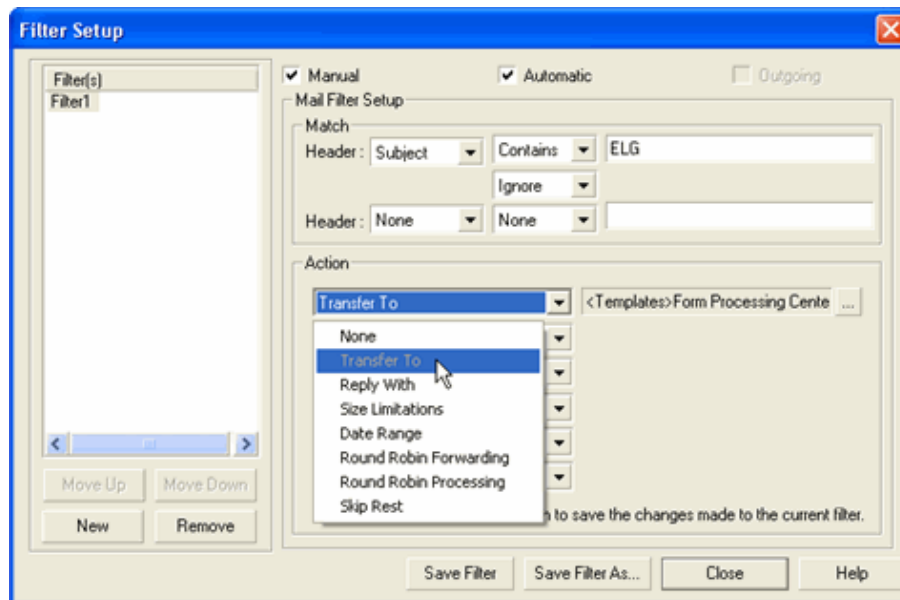 Filter Setup
Filter(s)
Filter1
Manual
Automatic
Outgoing
Mail Filter Setup
Match
Header: Subject Contains ELG
Ignore
Header: None None
Action
Transfer To <Templates>Form Processing Cente ...
None
Transfer To
Reply With
Size Limitations
Date Range
Round Robin Forwarding
Round Robin Processing
Skip Rest
to save the changes made to the current filter.
Move Up Move Down
New Remove
Save Filter Save Filter As... Close Help